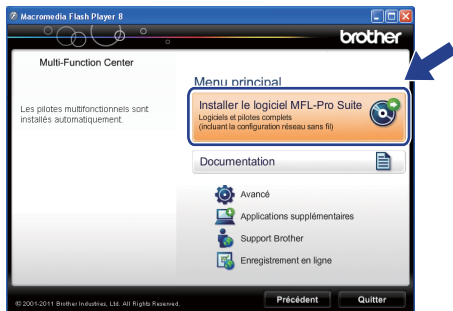 Macromedia Flash Player 8
brother
Multi-Function Center
Menu principal
Les pilotes multifonctionnels sont
installés automatiquement.
Installer le logiciel MFL-Pro Suite
Logiciels et pilotes complets
(incluant la configuration réseau sans fil)
Documentation
Avancé
Applications supplémentaires
Support Brother
Enregistrement en ligne
© 2001-2011 Brother Industries, Ltd. All Rights Reserved.
Précédent
Quitter